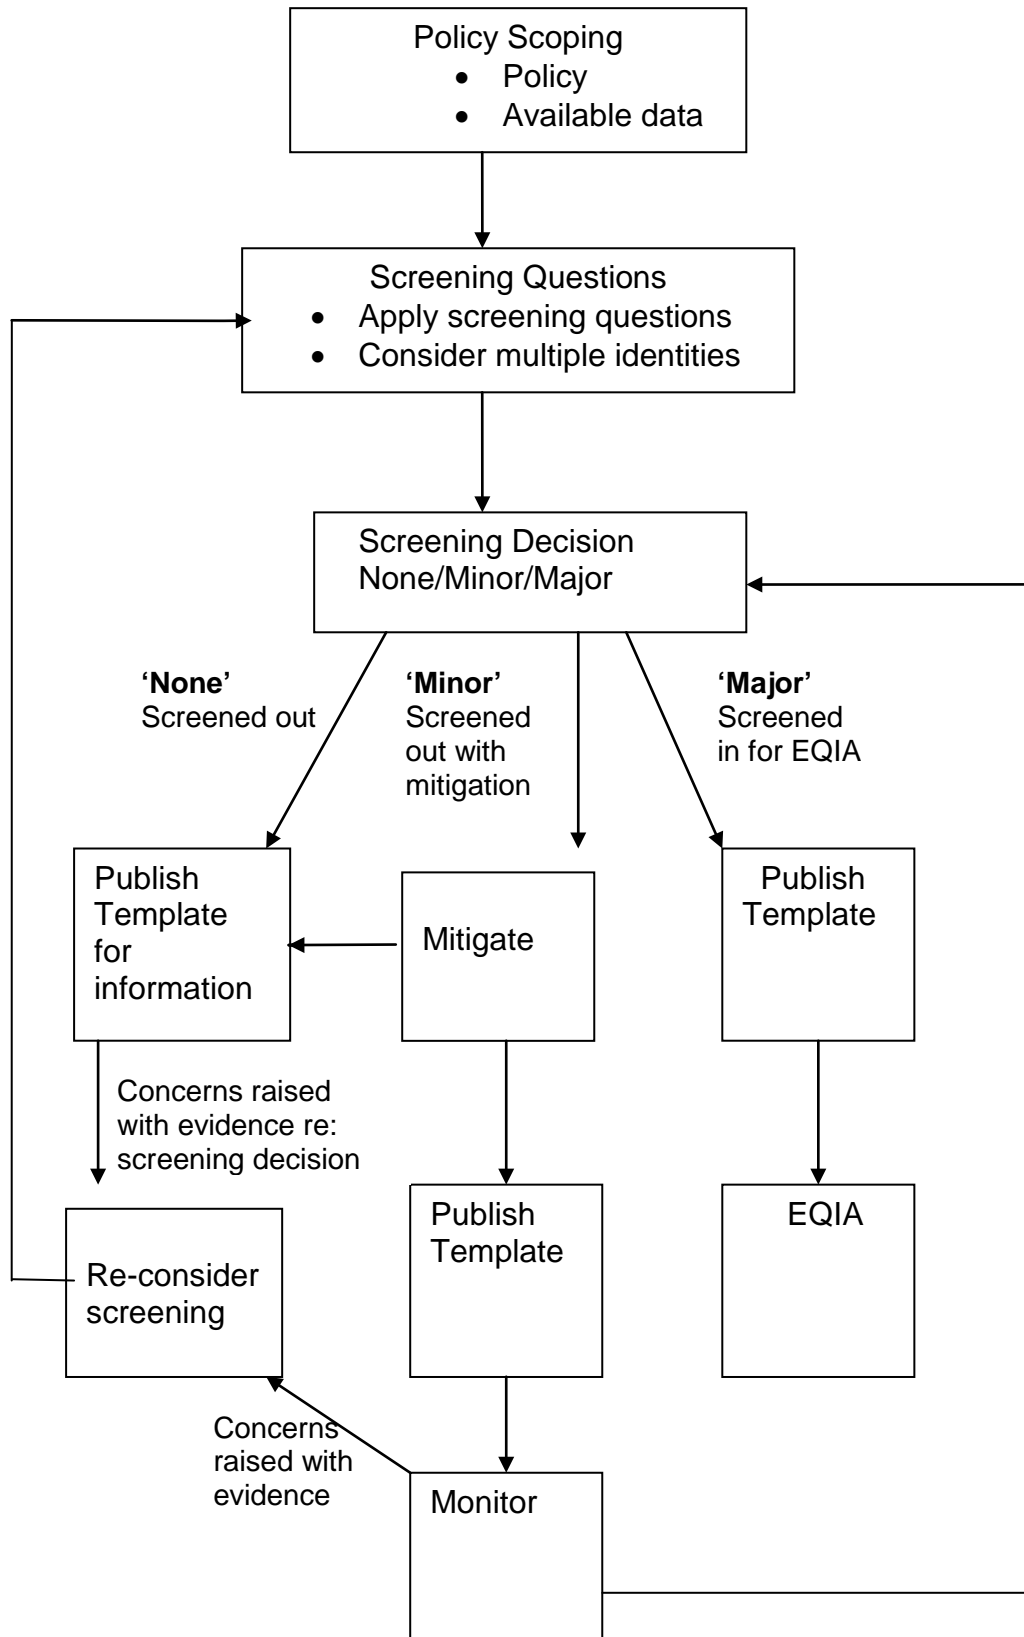 Policy Scoping
• Policy
• Available data
Screening Questions
• Apply screening questions
• Consider multiple identities
Screening Decision
None/Minor/Major
‘None’
Screened out
‘Minor’
Screened
out with
mitigation
‘Major’
Screened
in for EQIA
Publish
Template
for
information
Mitigate
Publish
Template
Concerns raised
with evidence re:
screening decision
Re-consider
screening
Publish
Template
EQIA
Concerns
raised with
evidence
Monitor